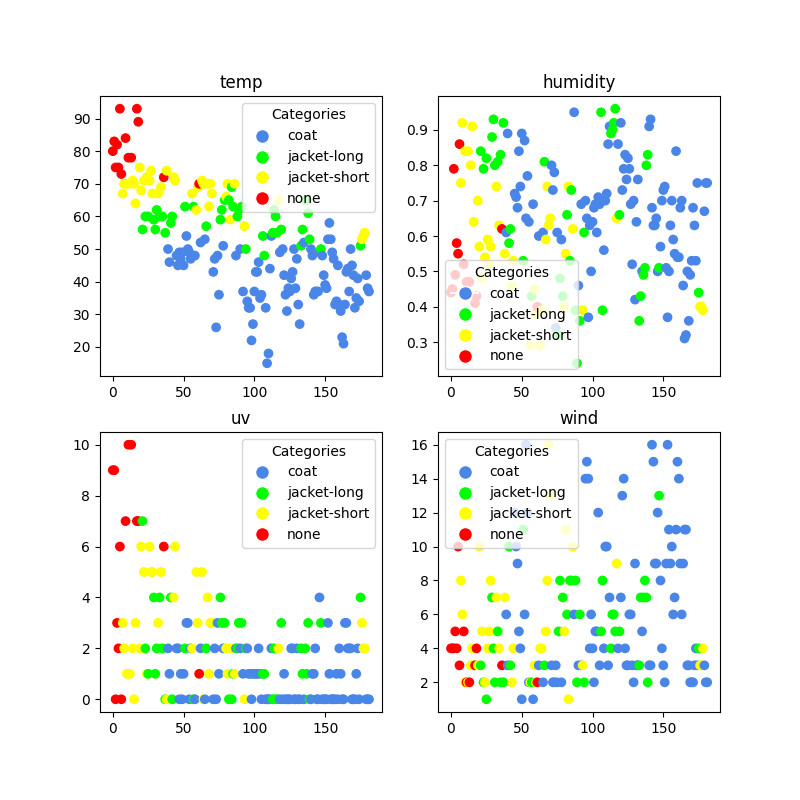 temp
90
80
70
60
50
40
30
20
0
50
100
150
Categories
coat
jacket-long
jacket-short
none
humidity
0.9
0.8
0.7
0.6
0.5
0.4
0.3
0
50
100
150
Categories
coat
jacket-long
jacket-short
none
uv
10
8
6
4
2
0
0
50
100
150
Categories
coat
jacket-long
jacket-short
none
wind
16
14
12
10
8
6
4
2
0
50
100
150
Categories
coat
jacket-long
jacket-short
none